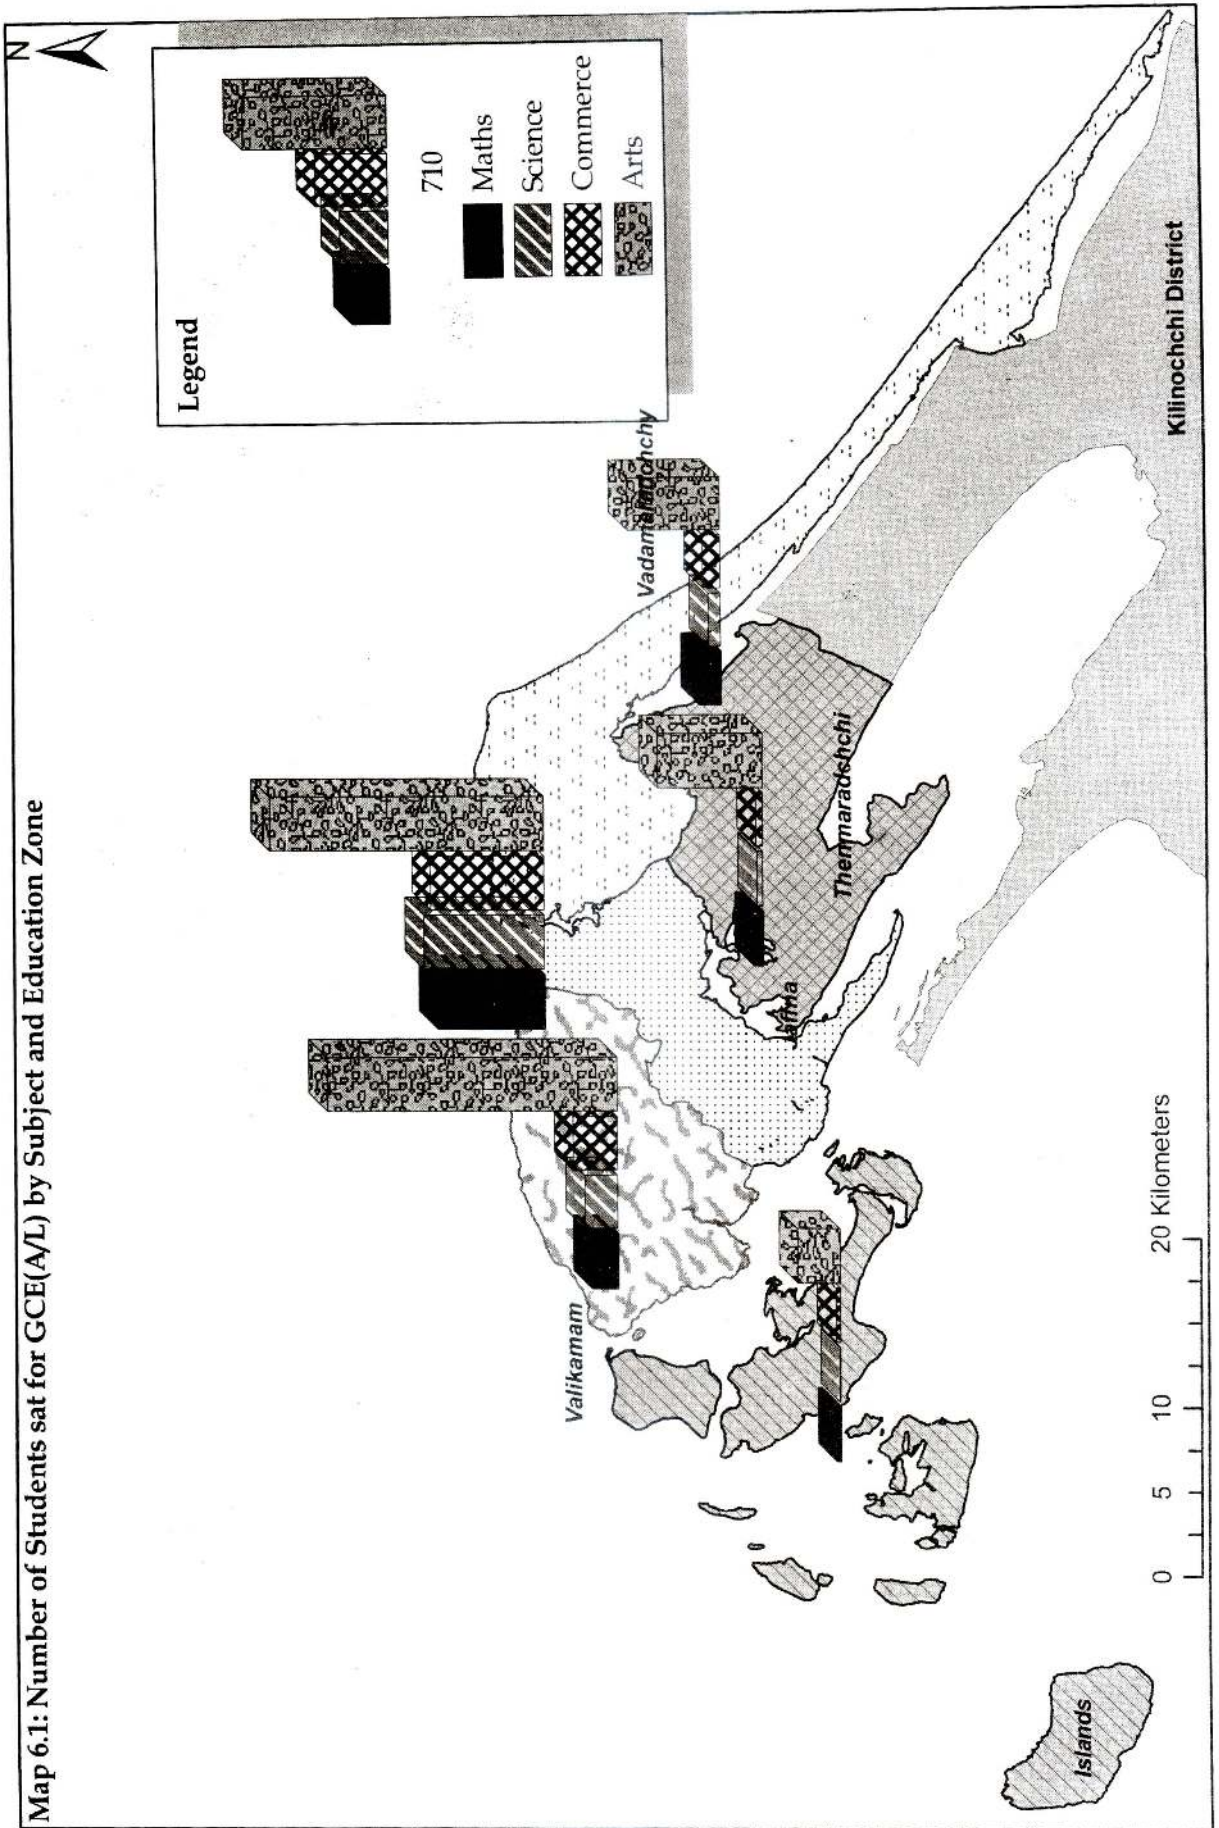 Map 6.1: Number of Students sat for GCE(A/L) by Subject and Education Zone
N
Legend
710
Maths
Science
Commerce
Arts
Valikamam
Thenmaradchchi
Islands
Kilinochchi District
0 5 10 20 Kilometers